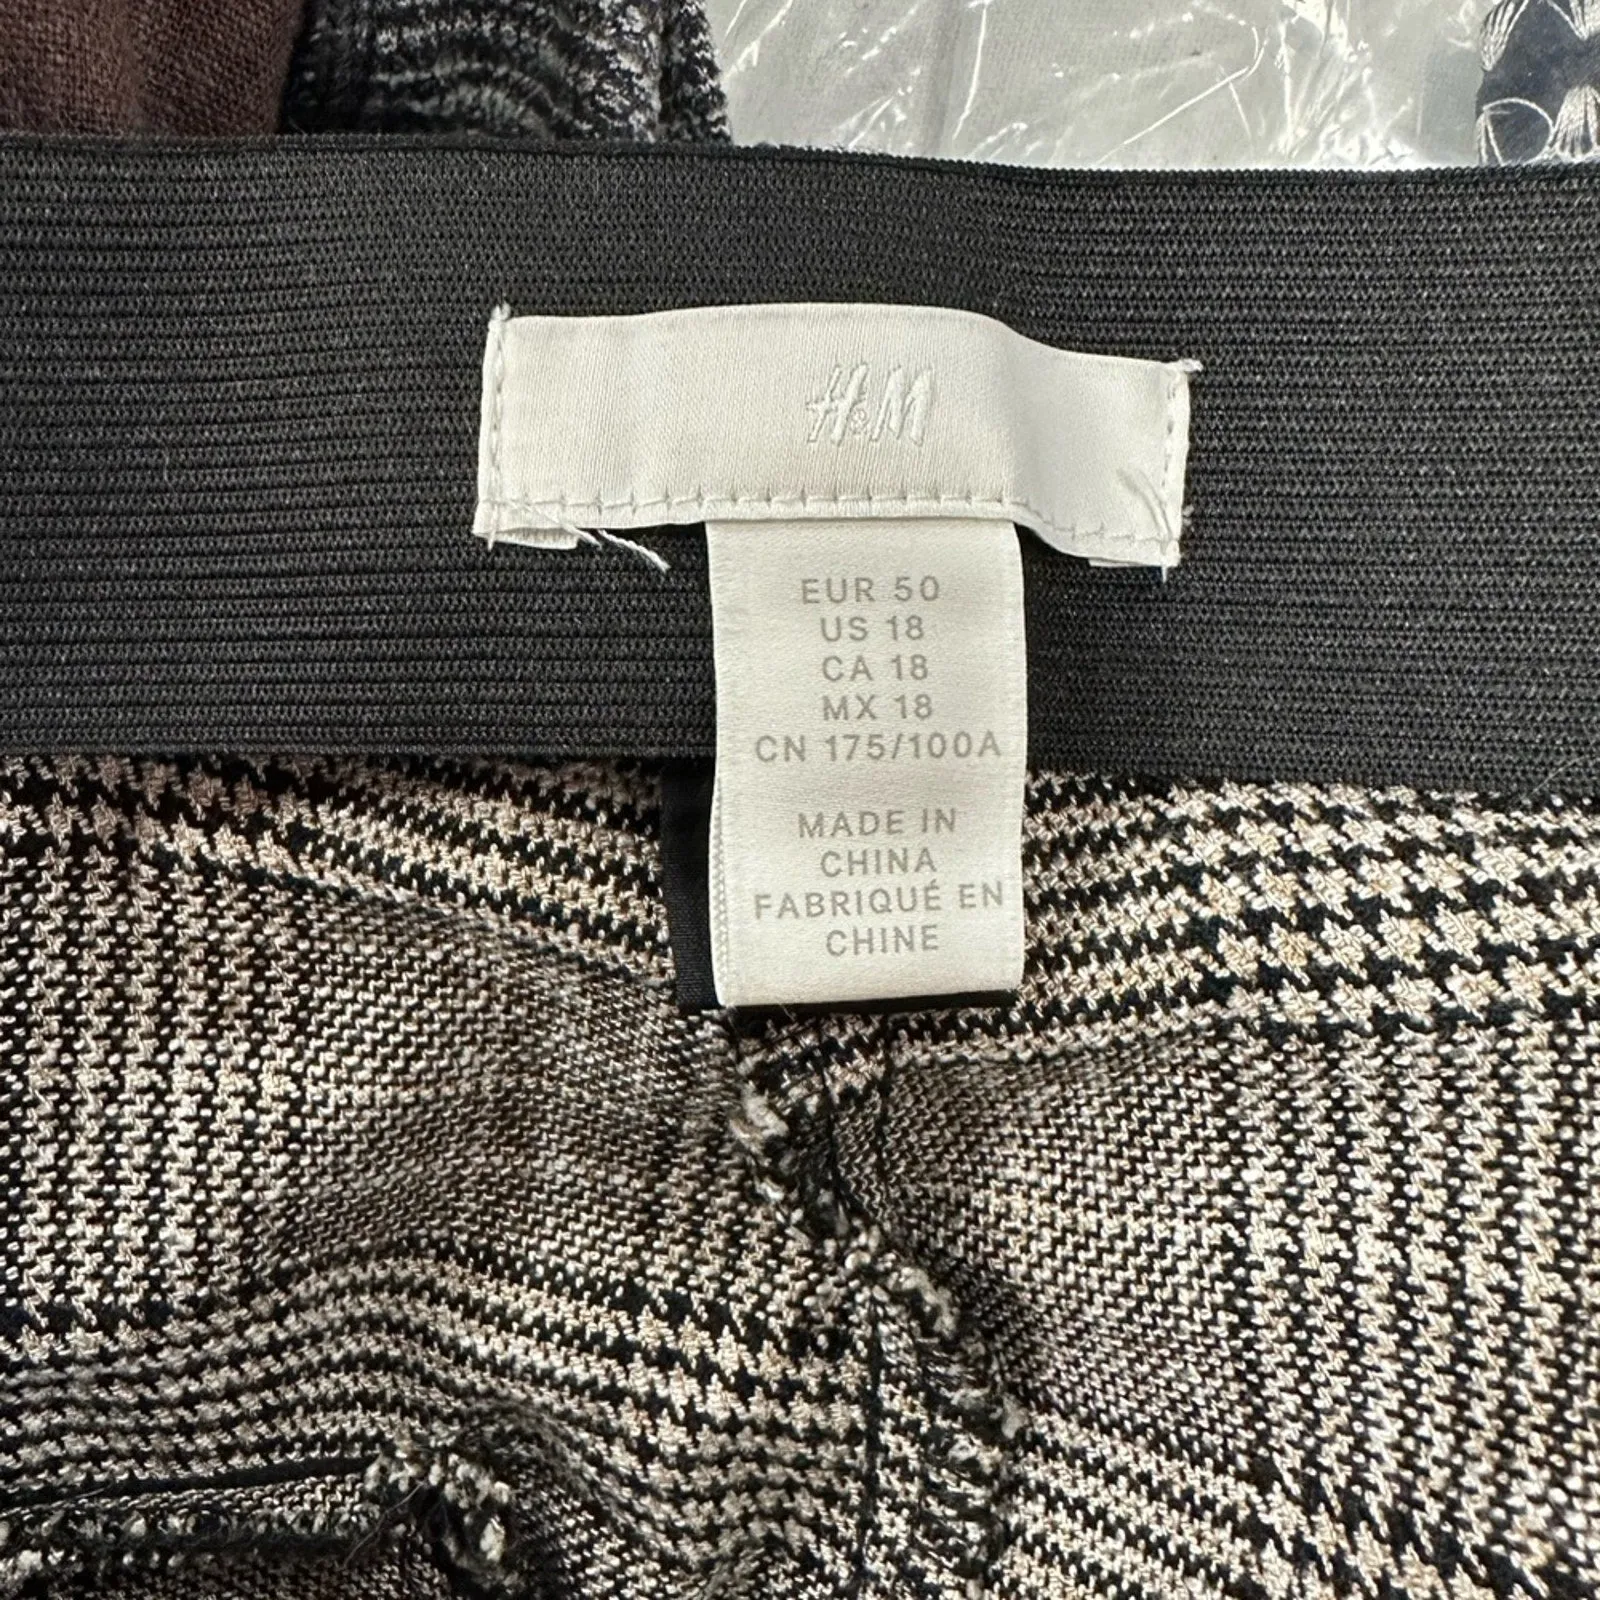 H&M
EUR 50
US 18
CA 18
MX 18
CN 175/100A
MADE IN
CHINA
FABRIQUÉ EN
CHINE